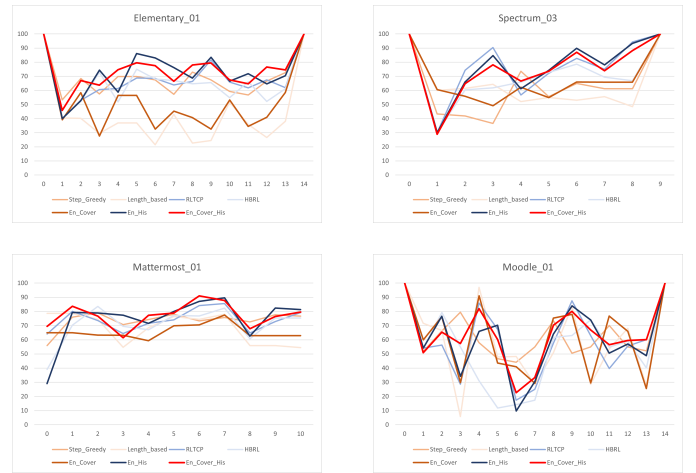 Elementary_01
100
90
80
70
60
50
40
30
20
10
0
0 1 2 3 4 5 6 7 8 9 10 11 12 13 14
Step_Greedy Length_based RLTCP HBRL
En_Cover En_His En_Cover_His
Spectrum_03
100
90
80
70
60
50
40
30
20
10
0
0 1 2 3 4 5 6 7 8 9
Step_Greedy Length_based RLTCP HBRL
En_Cover En_His En_Cover_His
Mattermost_01
100
90
80
70
60
50
40
30
20
10
0
0 1 2 3 4 5 6 7 8 9 10
Step_Greedy Length_based RLTCP HBRL
En_Cover En_His En_Cover_His
Moodle_01
100
90
80
70
60
50
40
30
20
10
0
0 1 2 3 4 5 6 7 8 9 10 11 12 13 14
Step_Greedy Length_based RLTCP HBRL
En_Cover En_His En_Cover_His